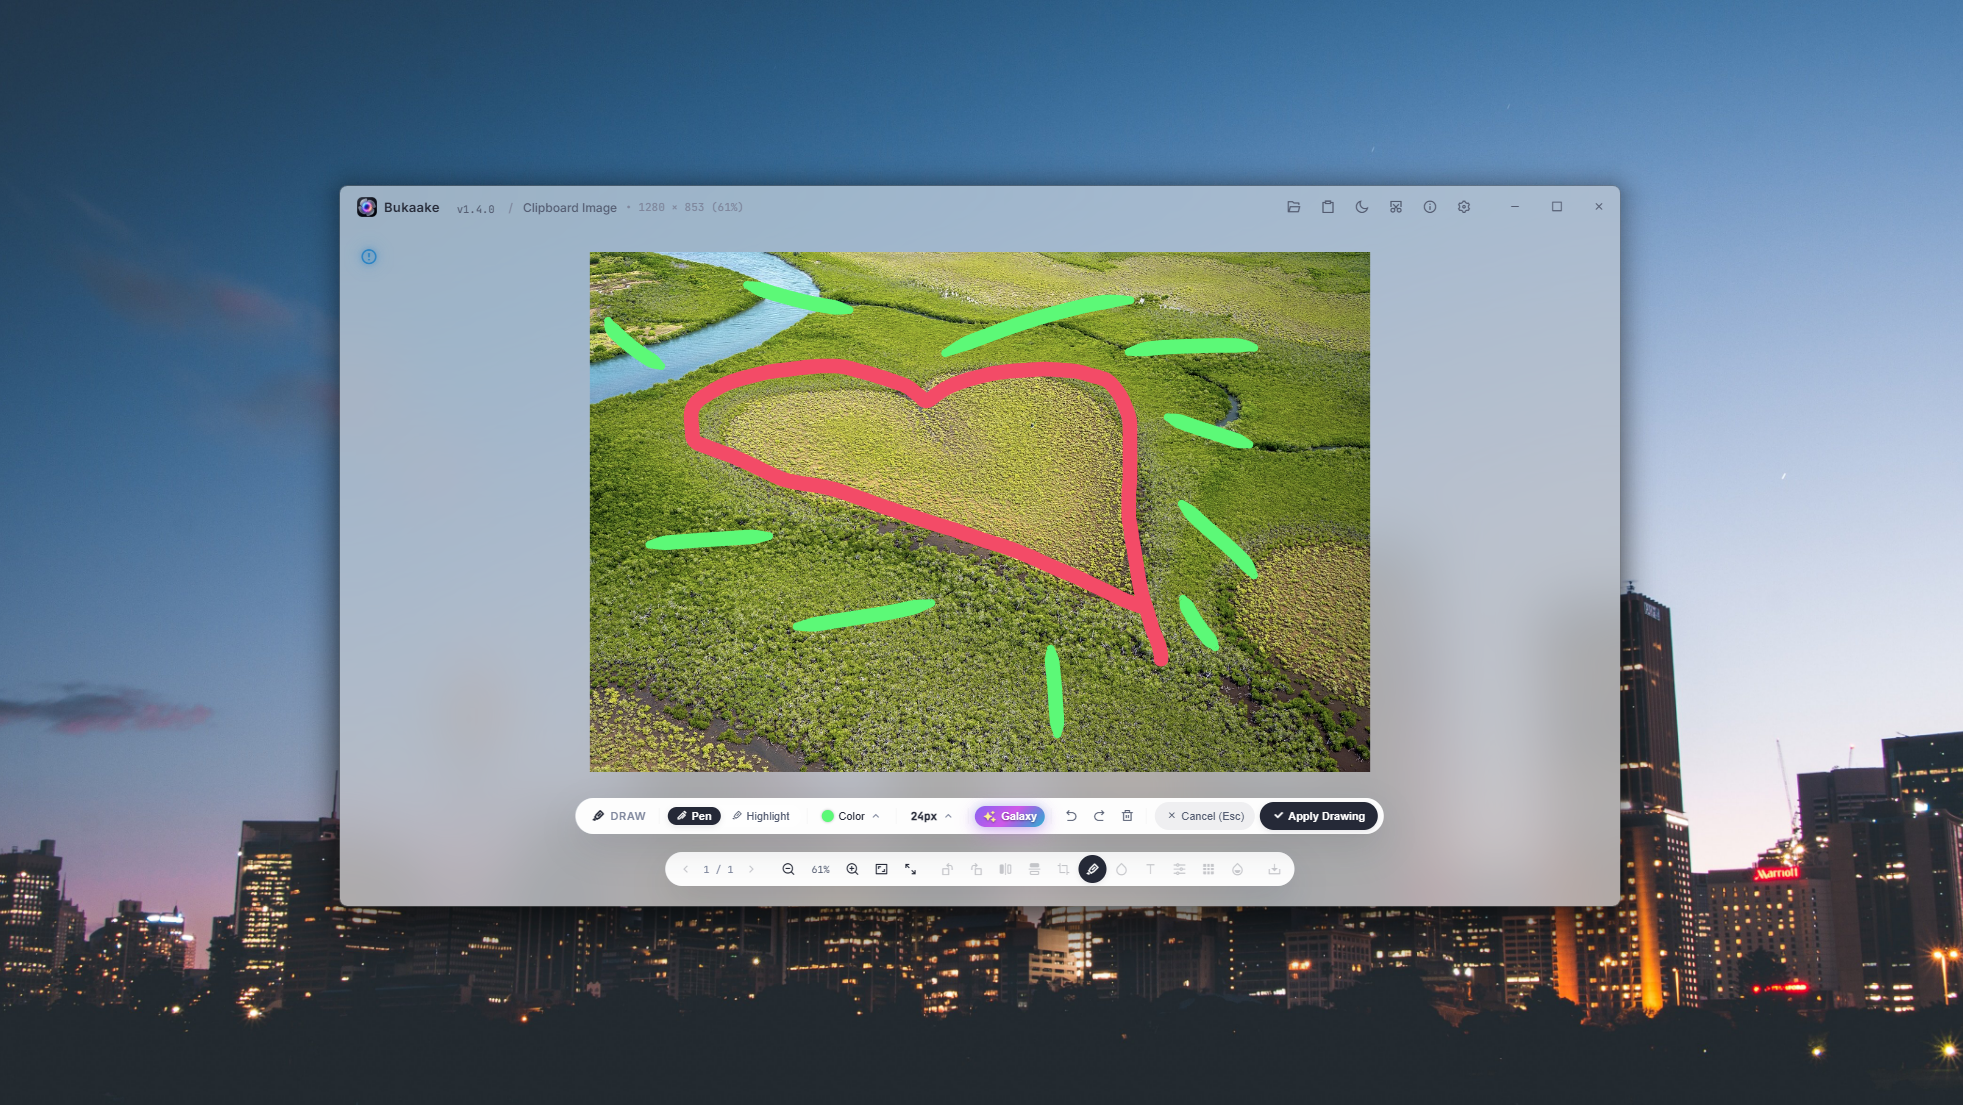 Bukaake v1.4.0 / Clipboard Image • 1280 × 853 (61%)
DRAW Pen Highlight Color 24px Galaxy Cancel (Esc) Apply Drawing
1 / 1 61% T
Marriott